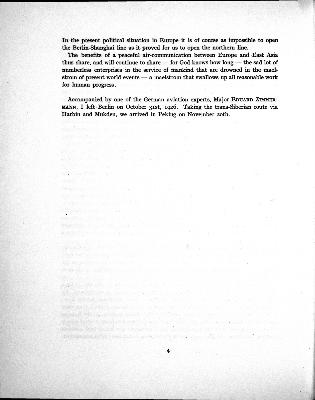 In the present political situation in Europe it is of course as impossible to open
the Berlin-Shanghai line as it proved for us to open the northern line.
The benefits of a peaceful air-communication between Europe and East Asia
thus share, and will continue to share — for God knows how long — the sad lot of
numberless enterprises in the service of mankind that are drowned in the mael-
strom of present world events — a maelstrom that swallows up all reasonable work
for human progress.
Accompanied by one of the German aviation experts, Major
MANN, I left Berlin on October 31st, 1926. Taking the trans-Siberian route via
Harbin and Mukden, we arrived in Peking on November 20th.
4